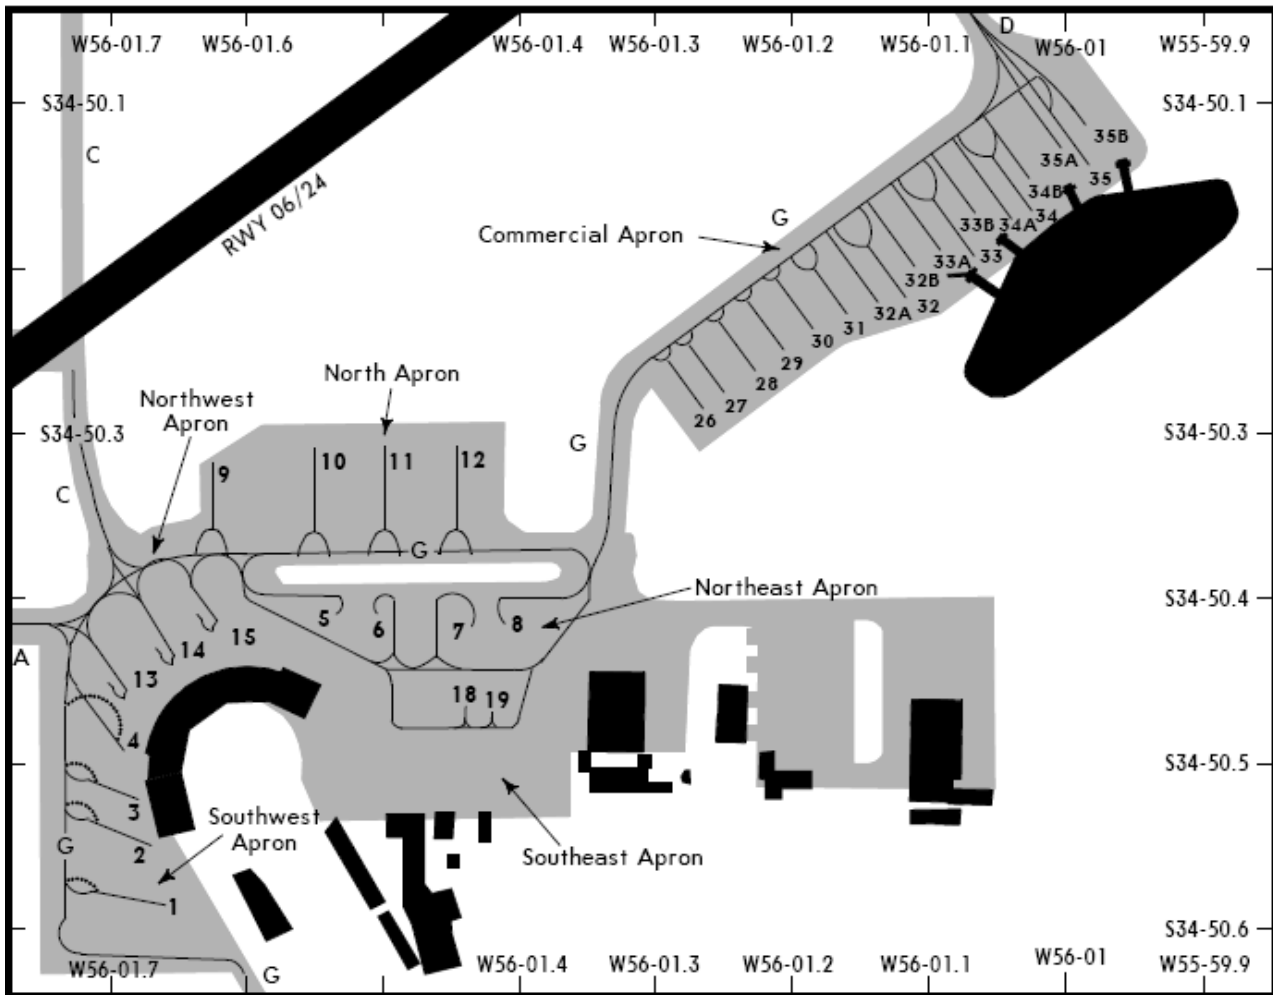 D
W56-01.7
W56-01.6
W56-01.4
W56-01.3
W56-01.2
W56-01.1
W56-01
W55-59.9
S34-50.1
S34-50.1
C
RWY 06/24
35B
35A
35
34B
34
34A
33B
33
33A
32B
32
32A
31
30
29
28
27
26
G
Commercial Apron
North Apron
Northwest
Apron
S34-50.3
S34-50.3
G
C
9
10
11
12
G
Northeast Apron
S34-50.4
5
6
7
8
15
14
13
A
18
19
4
3
2
1
S34-50.5
Southwest
Apron
G
Southeast Apron
S34-50.6
W56-01.7
G
W56-01.4
W56-01.3
W56-01.2
W56-01.1
W56-01
W55-59.9